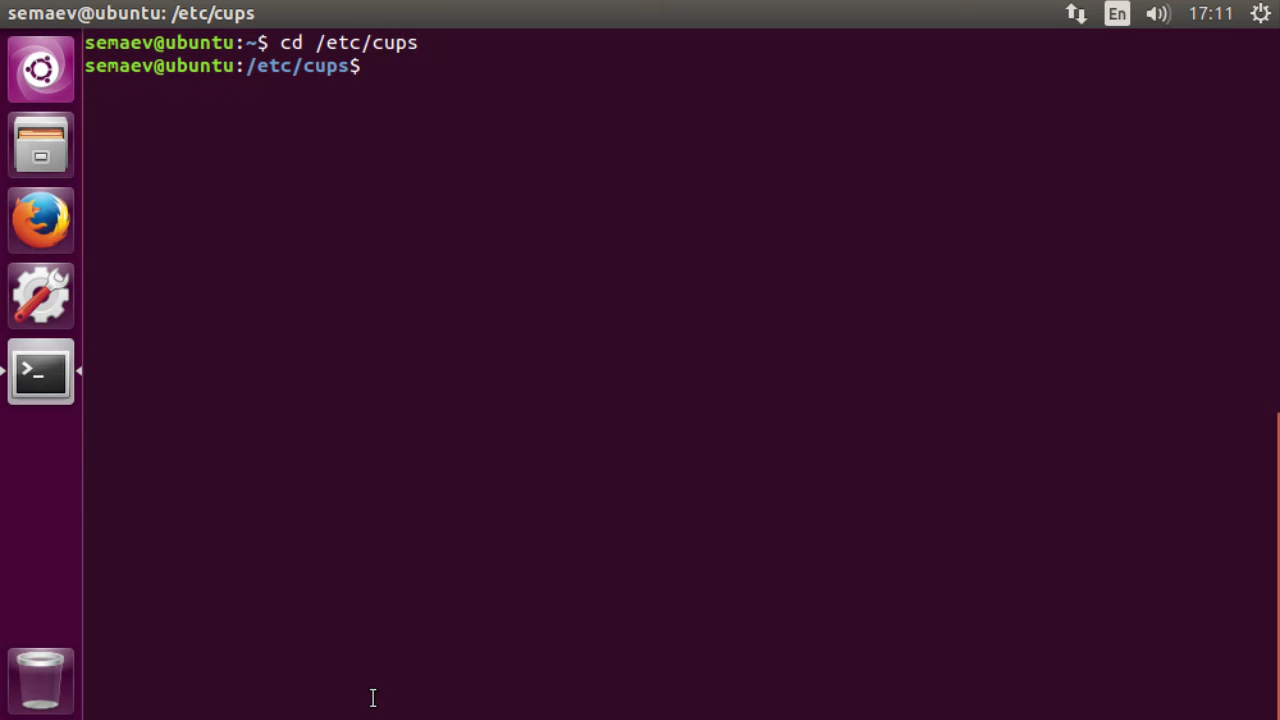 semaev@ubuntu: /etc/cups
En
17:11
semaev@ubuntu:~$ cd /etc/cups
semaev@ubuntu:/etc/cups$
>_